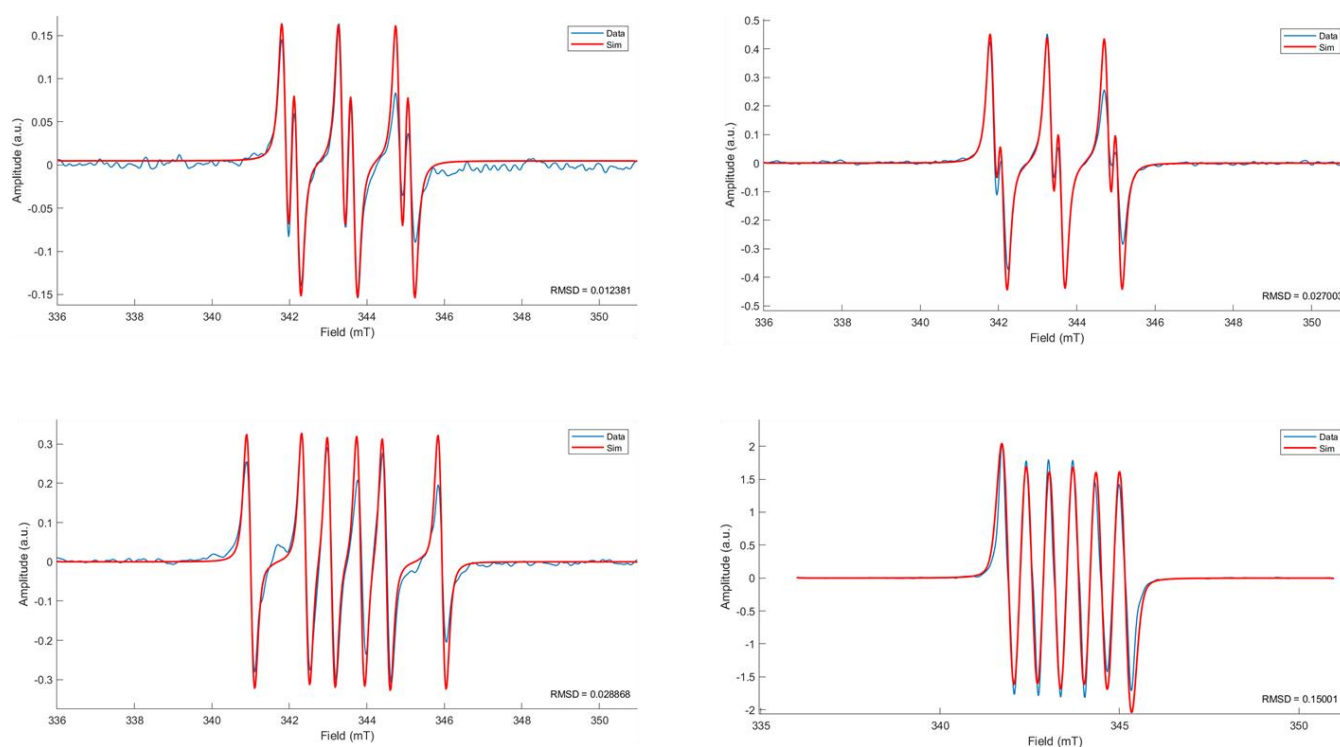 0.15
0.1
0.05
0
-0.05
-0.1
-0.15
Amplitude (a.u.)
Data
Sim
RMSD = 0.012381
336 338 340 342 344 346 348 350
Field (mT)
0.5
0.4
0.3
0.2
0.1
0
-0.1
-0.2
-0.3
-0.4
-0.5
Amplitude (a.u.)
Data
Sim
RMSD = 0.027003
336 338 340 342 344 346 348 350
Field (mT)
0.3
0.2
0.1
0
-0.1
-0.2
-0.3
Amplitude (a.u.)
Data
Sim
RMSD = 0.028868
336 338 340 342 344 346 348 350
Field (mT)
2
1.5
1
0.5
0
-0.5
-1
-1.5
-2
Amplitude (a.u.)
Data
Sim
RMSD = 0.15001
335 340 345 350
Field (mT)